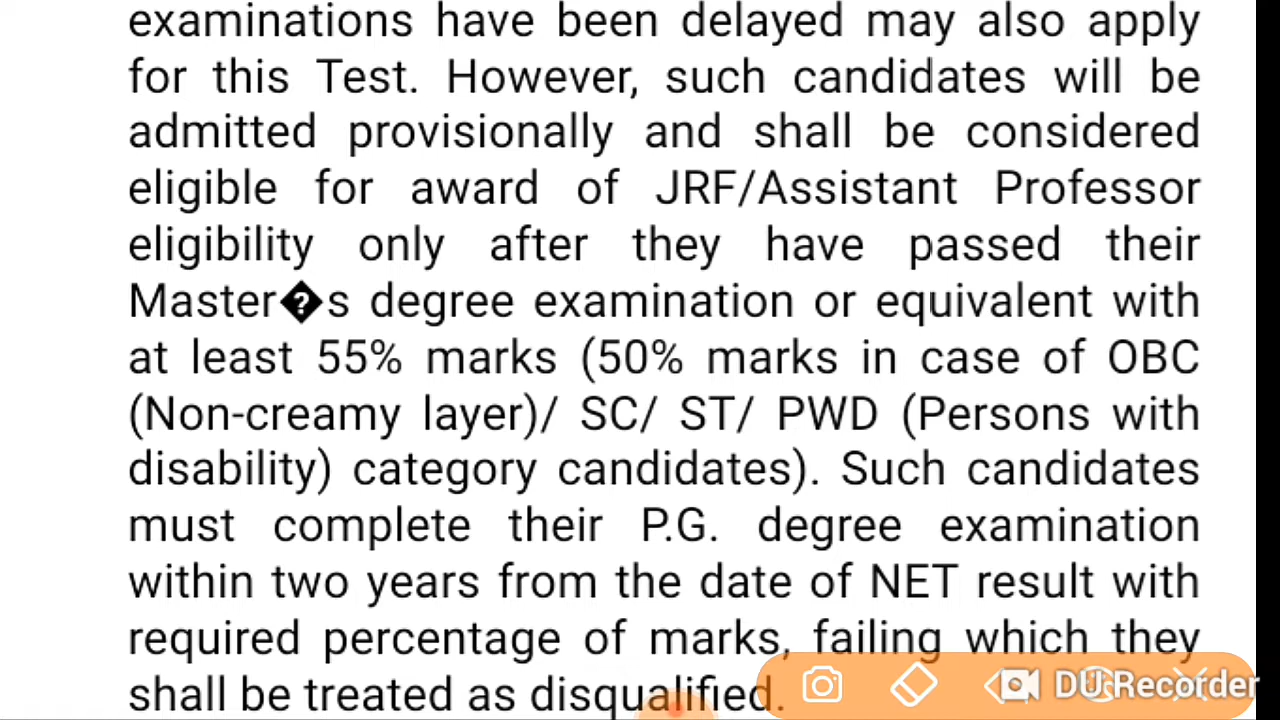 examinations have been delayed may also apply
for this Test. However, such candidates will be
admitted provisionally and shall be considered
eligible for award of JRF/Assistant Professor
eligibility only after they have passed their
Master�s degree examination or equivalent with
at least 55% marks (50% marks in case of OBC
(Non-creamy layer)/ SC/ ST/ PWD (Persons with
disability) category candidates). Such candidates
must complete their P.G. degree examination
within two years from the date of NET result with
required percentage of marks, failing which they
shall be treated as disqualified.
DU Recorder